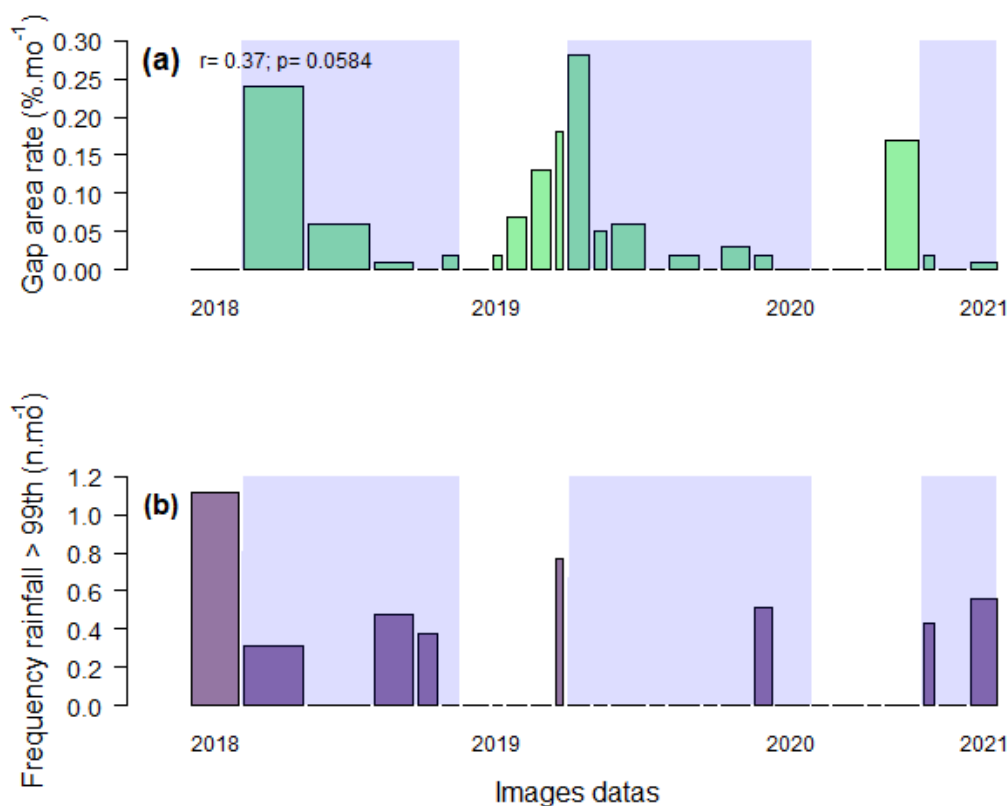 Gap area rate (%.mo⁻¹)
0.30
0.25
0.20
0.15
0.10
0.05
0.00
(a) r= 0.37; p= 0.0584
2018 2019 2020 2021
Frequency rainfall > 99th (n.mo⁻¹)
1.2
1.0
0.8
0.6
0.4
0.2
0.0
(b)
2018 2019 2020 2021
Images datas